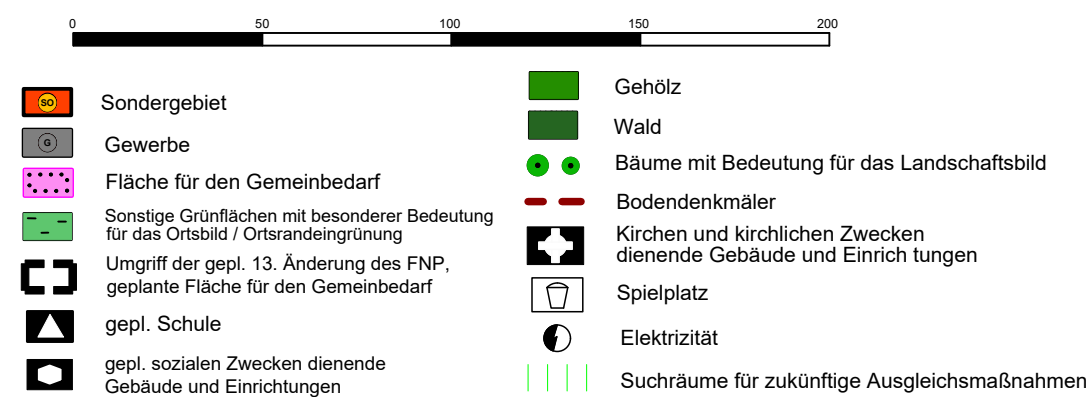 0 50 100 150 200
SO Sondergebiet
G Gewerbe
Fläche für den Gemeinbedarf
Sonstige Grünflächen mit besonderer Bedeutung
für das Ortsbild / Ortsrandeingrünung
Umgriff der gepl. 13. Änderung des FNP,
geplante Fläche für den Gemeinbedarf
gepl. Schule
gepl. sozialen Zwecken dienende
Gebäude und Einrichtungen
Gehölz
Wald
Bäume mit Bedeutung für das Landschaftsbild
Bodendenkmäler
Kirchen und kirchlichen Zwecken
dienende Gebäude und Einrich tungen
Spielplatz
Elektrizität
Suchräume für zukünftige Ausgleichsmaßnahmen